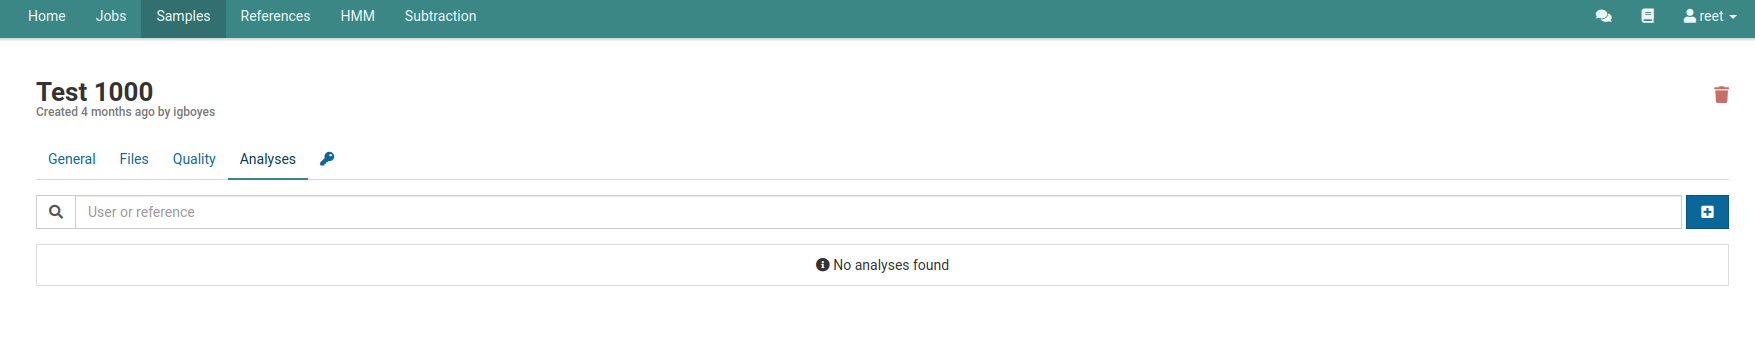 Home Jobs Samples References HMM Subtraction reet
Test 1000
Created 4 months ago by igboyes
General Files Quality Analyses
User or reference
No analyses found